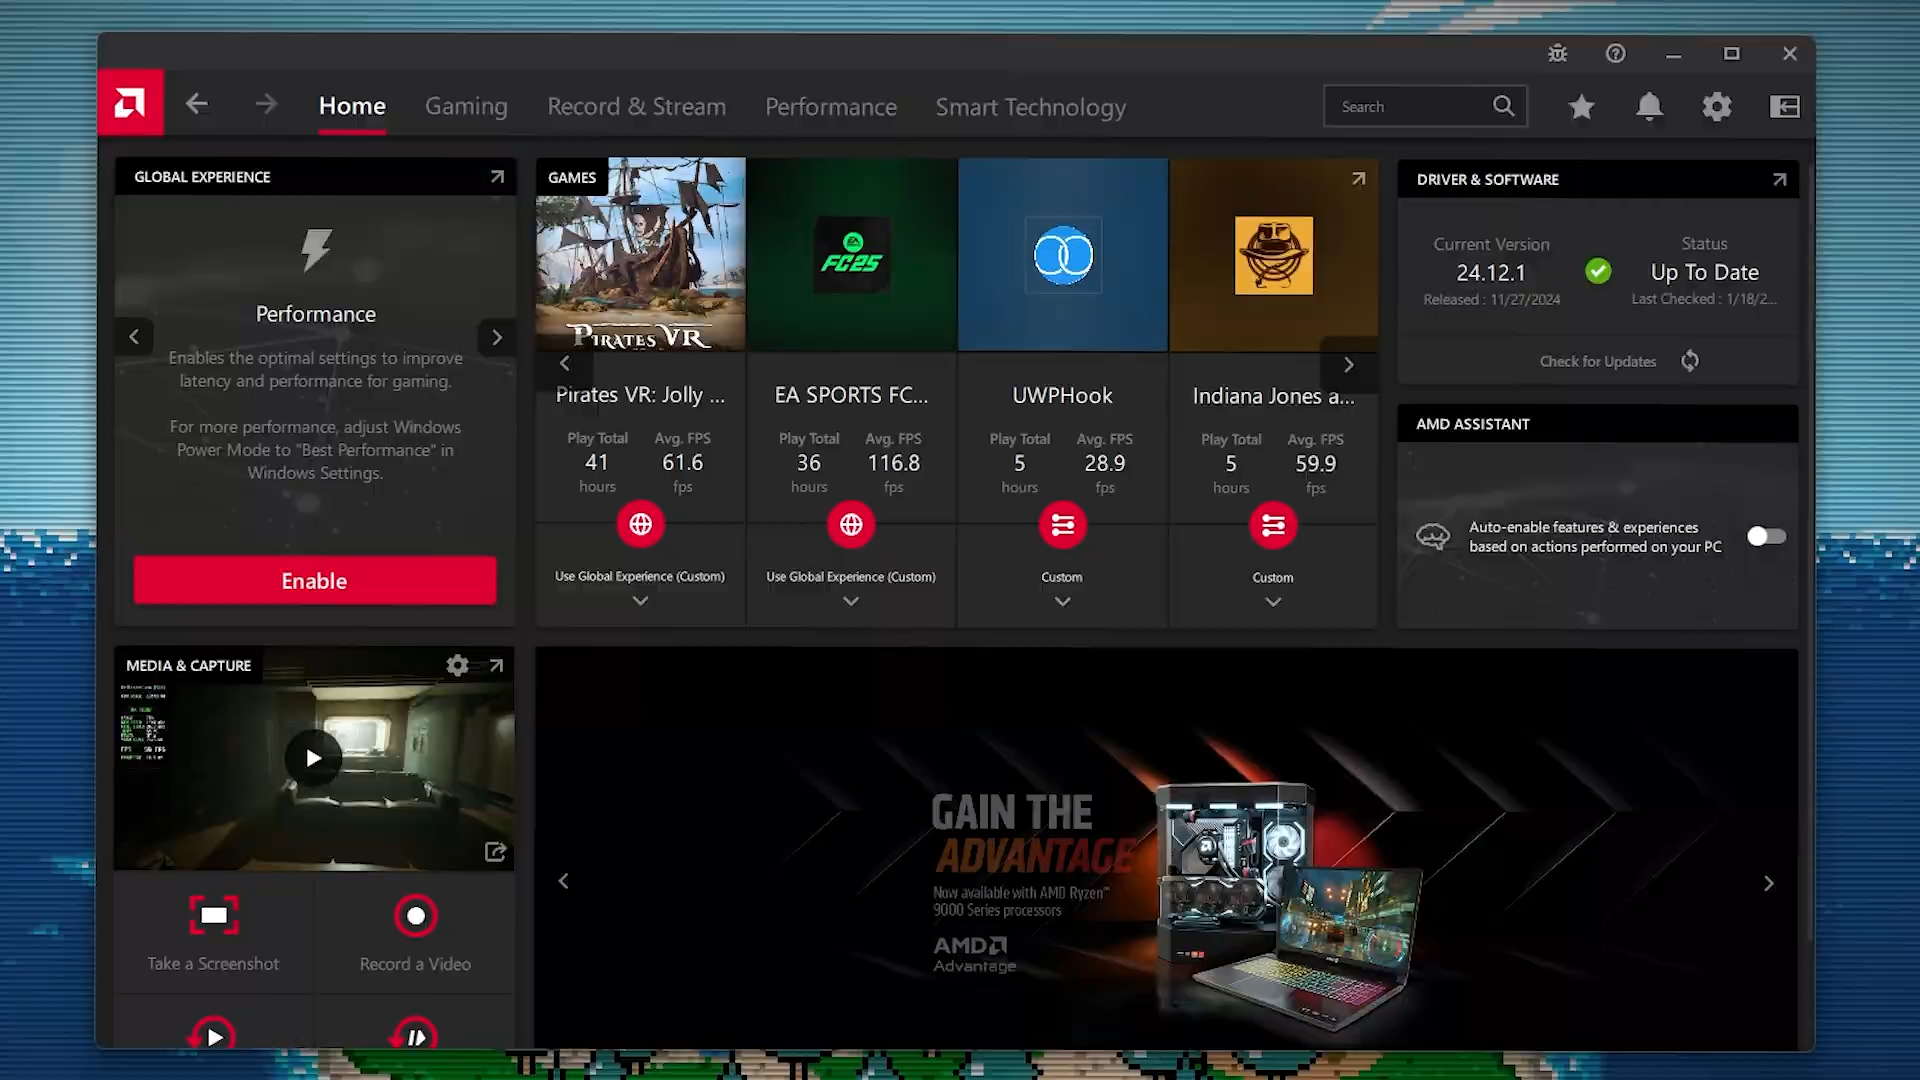 Home
Gaming
Record & Stream
Performance
Smart Technology
Search
GLOBAL EXPERIENCE
Performance
Enables the optimal settings to improve
latency and performance for gaming.
For more performance, adjust Windows
Power Mode to "Best Performance" in
Windows Settings.
Enable
GAMES
PIRATES VR
EA
FC25
Pirates VR: Jolly ...
Play Total
Avg. FPS
41
61.6
hours
fps
Use Global Experience (Custom)
EA SPORTS FC...
Play Total
Avg. FPS
36
116.8
hours
fps
Use Global Experience (Custom)
UWPHook
Play Total
Avg. FPS
5
28.9
hours
fps
Custom
Indiana Jones a...
Play Total
Avg. FPS
5
59.9
hours
fps
Custom
DRIVER & SOFTWARE
Current Version
24.12.1
Released : 11/27/2024
Status
Up To Date
Last Checked : 1/18/2...
Check for Updates
AMD ASSISTANT
Auto-enable features & experiences
based on actions performed on your PC
MEDIA & CAPTURE
Take a Screenshot
Record a Video
GAIN THE
ADVANTAGE
Now available with AMD Ryzen™
9000 Series processors
AMD
Advantage